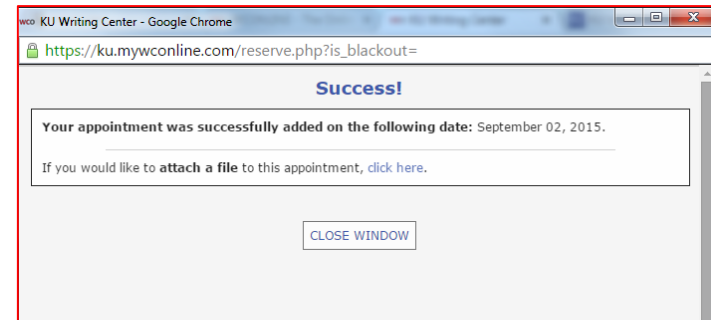 wco KU Writing Center - Google Chrome
https://ku.mywconline.com/reserve.php?is_blackout=
Success!
Your appointment was successfully added on the following date: September 02, 2015.
If you would like to attach a file to this appointment, click here.
CLOSE WINDOW